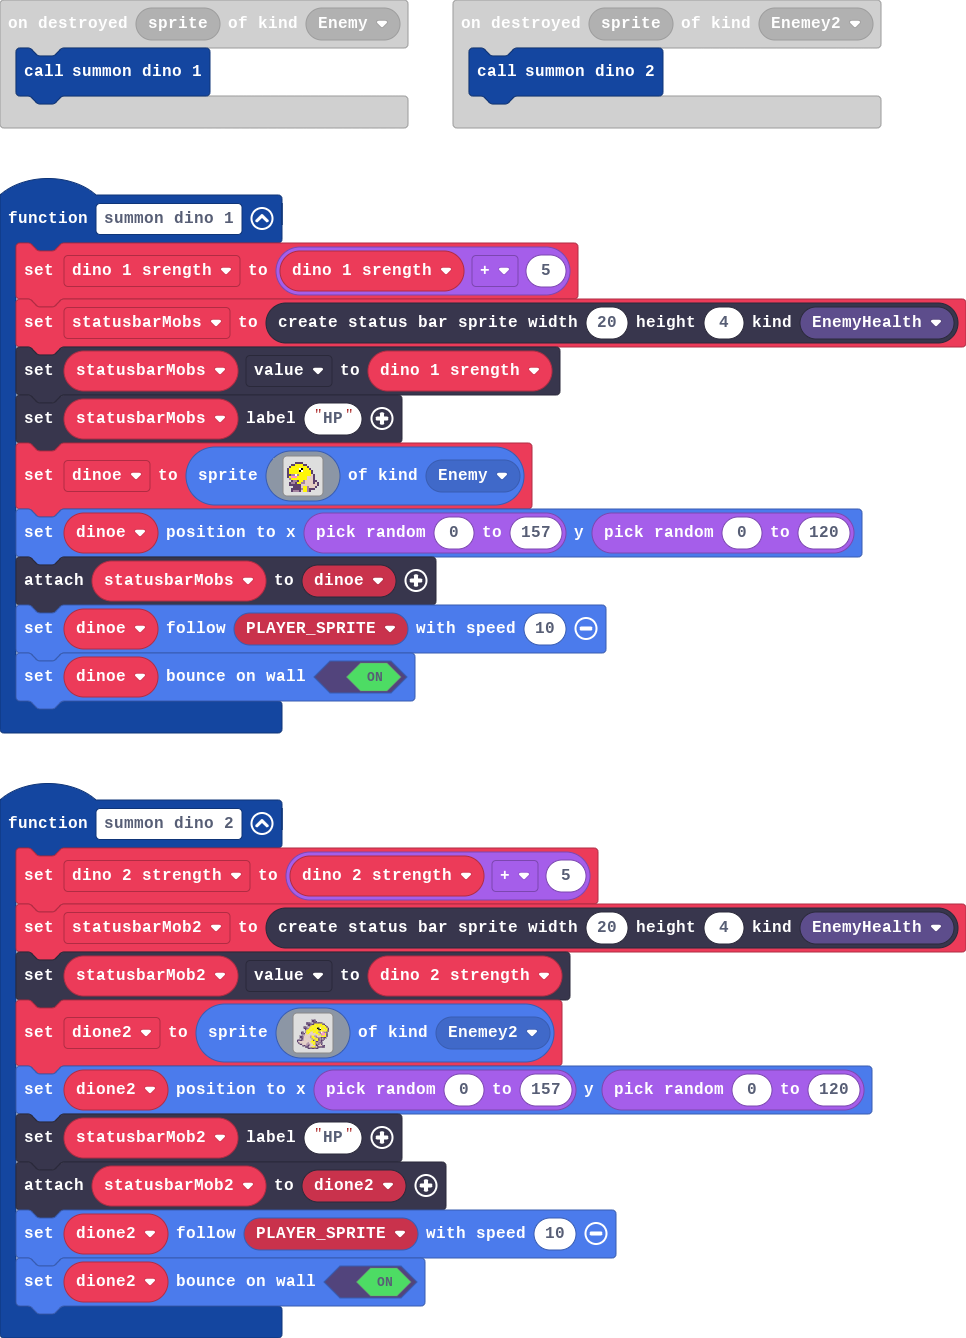 on destroyed sprite of kind Enemy
call summon dino 1
on destroyed sprite of kind Enemey2
call summon dino 2
function summon dino 1
set dino 1 srength to dino 1 srength + 5
set statusbarMobs to create status bar sprite width 20 height 4 kind EnemyHealth
set statusbarMobs value to dino 1 srength
set statusbarMobs label "HP"
set dinoe to sprite of kind Enemy
set dinoe position to x pick random 0 to 157 y pick random 0 to 120
attach statusbarMobs to dinoe
set dinoe follow PLAYER_SPRITE with speed 10
set dinoe bounce on wall ON
function summon dino 2
set dino 2 strength to dino 2 strength + 5
set statusbarMob2 to create status bar sprite width 20 height 4 kind EnemyHealth
set statusbarMob2 value to dino 2 strength
set dione2 to sprite of kind Enemey2
set dione2 position to x pick random 0 to 157 y pick random 0 to 120
set statusbarMob2 label "HP"
attach statusbarMob2 to dione2
set dione2 follow PLAYER_SPRITE with speed 10
set dione2 bounce on wall ON